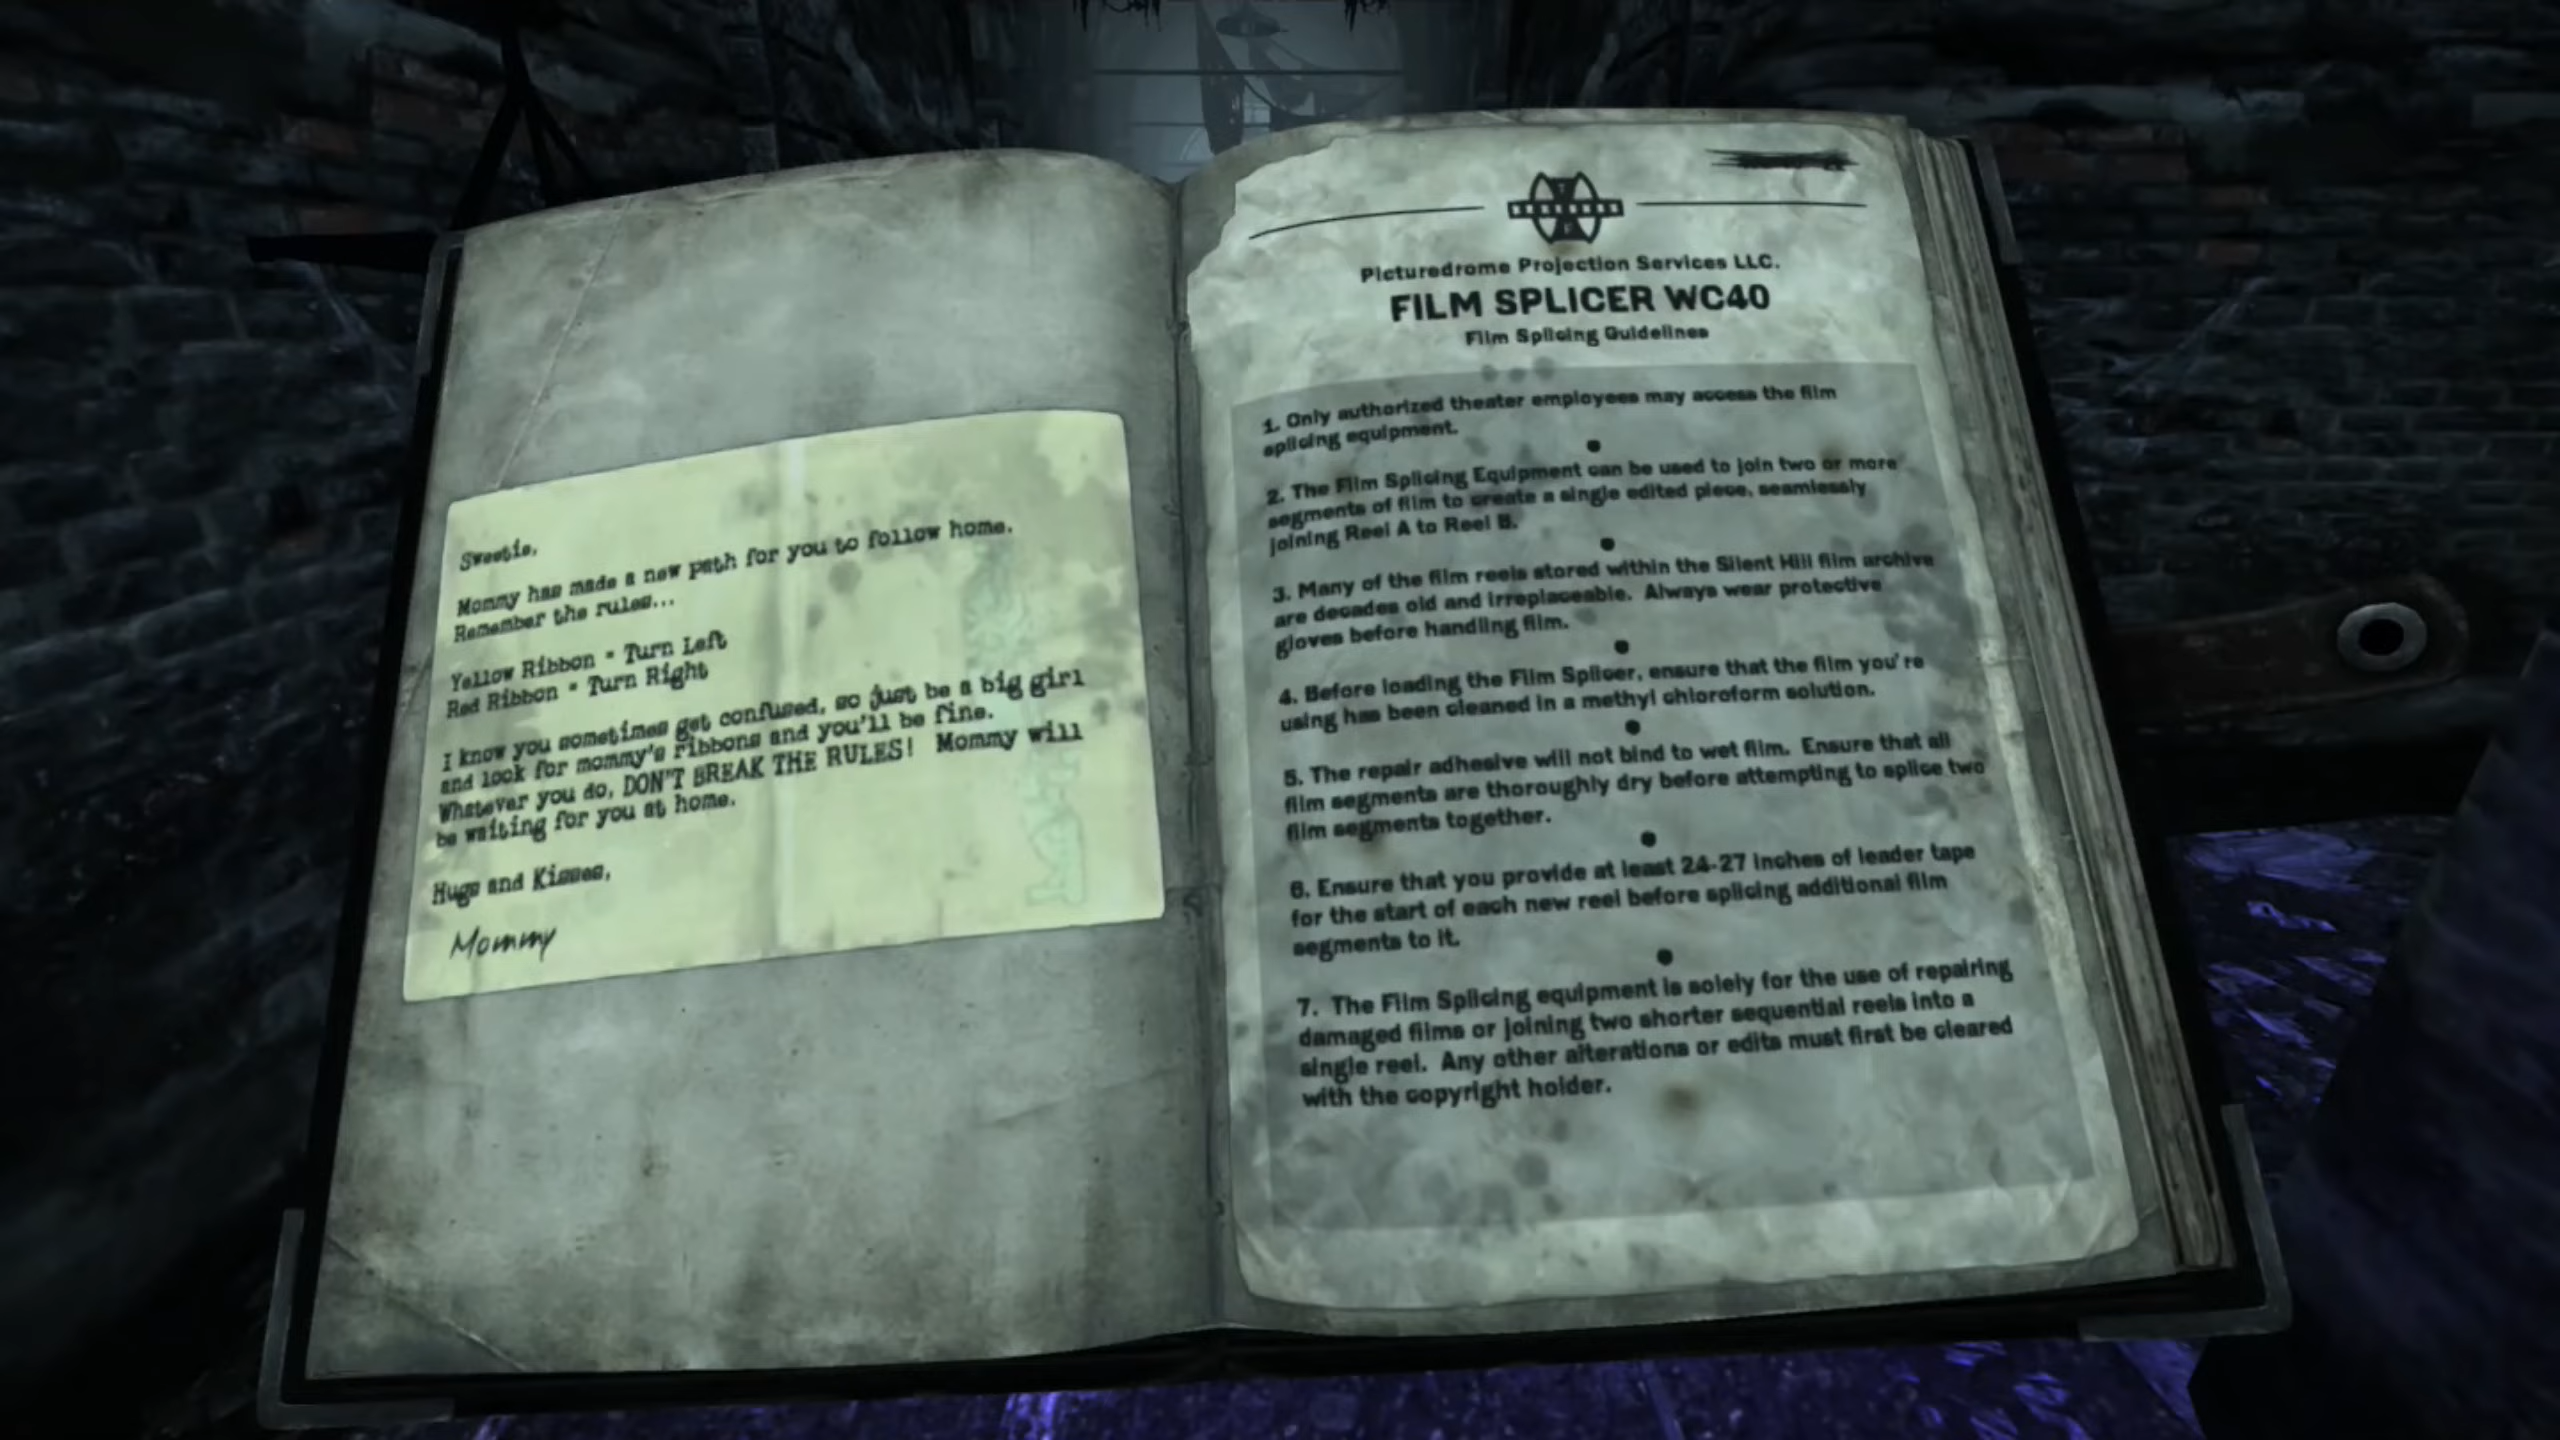 Sweetie,
Mommy has made a new path for you to follow home.
Remember the rules...
Yellow Ribbon = Turn Left
Red Ribbon = Turn Right
I know you sometimes get confused, so just be a big girl
and look for mommy's ribbons and you'll be fine.
Whatever you do, DON'T BREAK THE RULES! Mommy will
be waiting for you at home.
Hugs and Kisses,
Mommy
Picturedrome Projection Services LLC.
FILM SPLICER WC40
Film Splicing Guidelines
1. Only authorized theater employees may access the film
splicing equipment.
2. The Film Splicing Equipment can be used to join two or more
segments of film to create a single edited piece, seamlessly
joining Reel A to Reel B.
3. Many of the film reels stored within the Silent Hill film archive
are decades old and irreplaceable. Always wear protective
gloves before handling film.
4. Before loading the Film Splicer, ensure that the film you're
using has been cleaned in a methyl chloroform solution.
5. The repair adhesive will not bind to wet film. Ensure that all
film segments are thoroughly dry before attempting to splice two
film segments together.
6. Ensure that you provide at least 24-27 inches of leader tape
for the start of each new reel before splicing additional film
segments to it.
7. The Film Splicing equipment is solely for the use of repairing
damaged films or joining two shorter sequential reels into a
single reel. Any other alterations or edits must first be cleared
with the copyright holder.